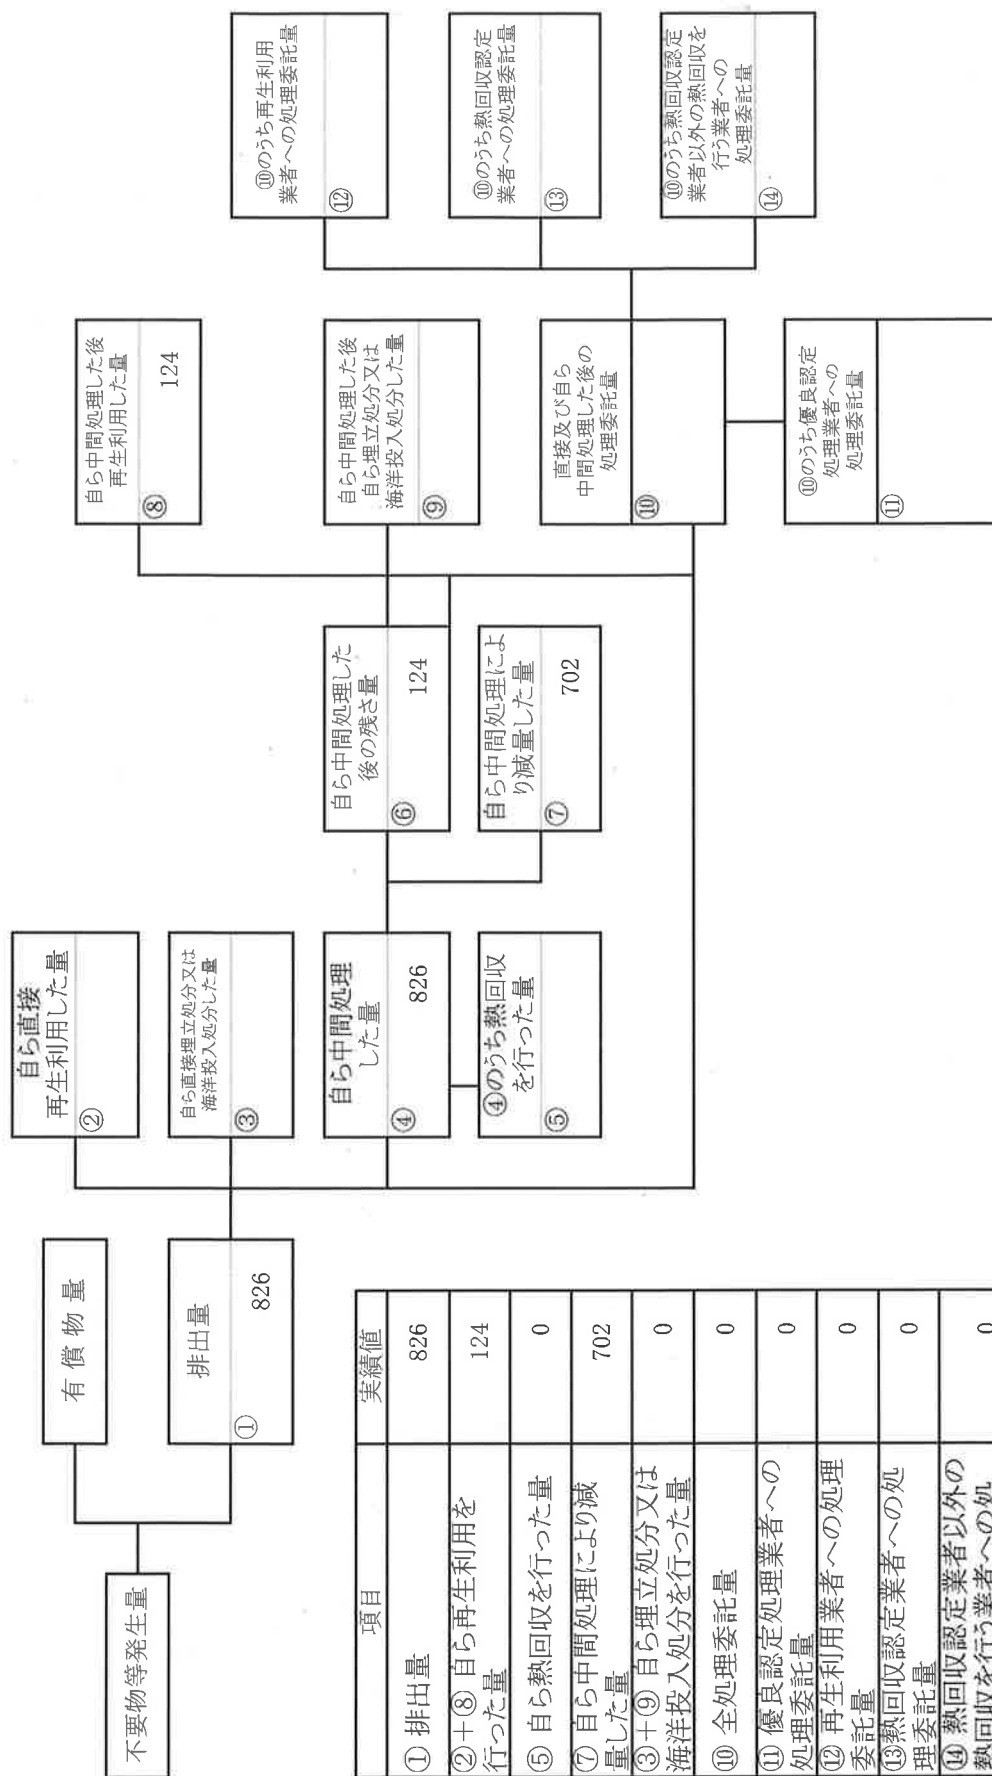 不要物等発生量
有 償 物 量
排出量
①
826
自ら直接
再生利用した量
②
自ら直接埋立処分又は
海洋投入処分した量
③
自ら中間処理
した量
④
826
④のうち熱回収
を行った量
⑤
自ら中間処理した
後の残さ量
⑥
124
自ら中間処理によ
り減量した量
⑦
702
自ら中間処理した後
再生利用した量
⑧
124
自ら中間処理した後
自ら埋立処分又は
海洋投入処分した量
⑨
直接及び自ら
中間処理した後の
処理委託量
⑩
⑩のうち優良認定
処理業者への
処理委託量
⑪
⑩のうち再生利用
業者への処理委託量
⑫
⑩のうち熱回収認定
業者への処理委託量
⑬
⑩のうち熱回収認定
業者以外の熱回収を
行う業者への
処理委託量
⑭
項目 実績値
① 排出量 826
②＋⑧ 自ら再生利用を
行った量 124
⑤ 自ら熱回収を行った量 0
⑦ 自ら中間処理により減
量した量 702
③＋⑨ 自ら埋立処分又は
海洋投入処分を行った量 0
⑩ 全処理委託量 0
⑪ 優良認定処理業者への
処理委託量 0
⑫ 再生利用業者への処理
委託量 0
⑬熱回収認定業者への処
理委託量 0
⑭ 熱回収認定業者以外の
熱回収を行う業者への処 0